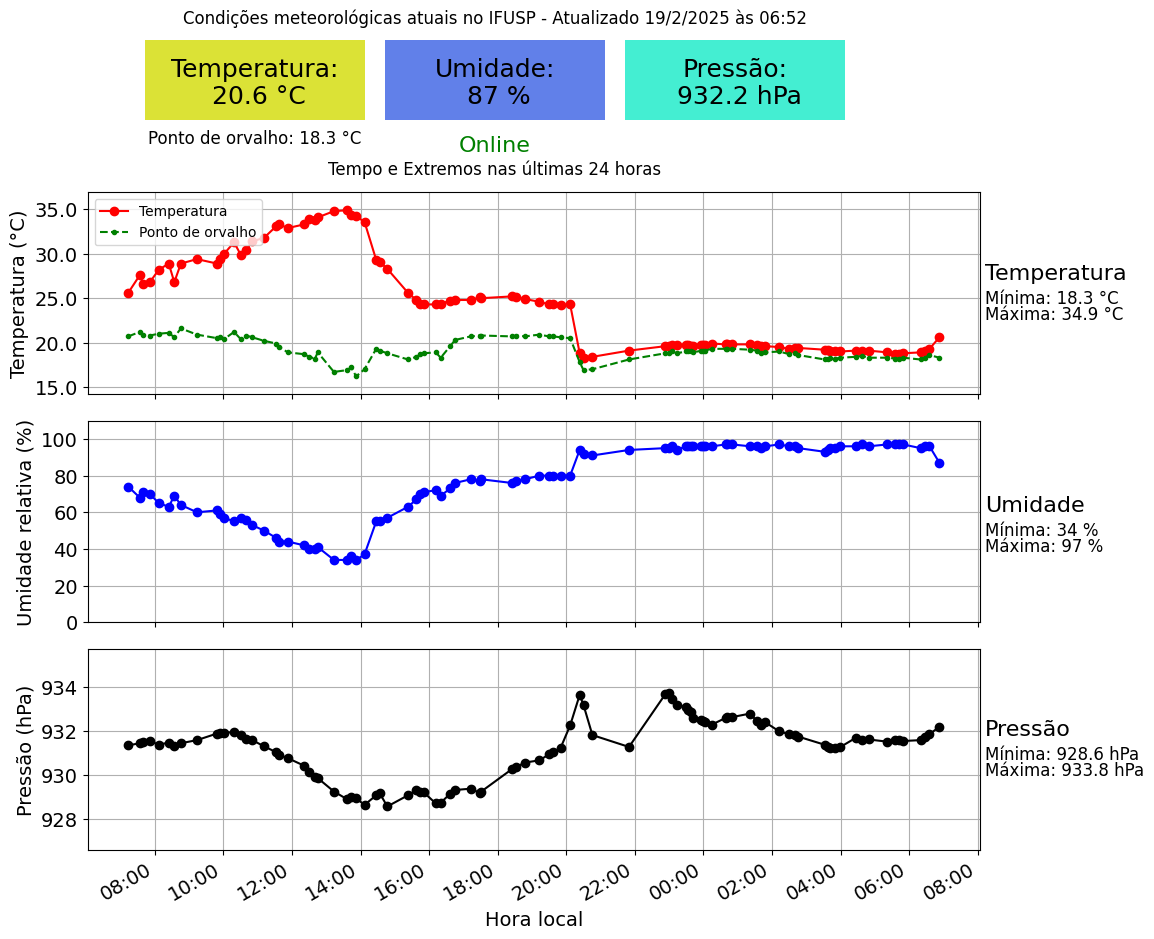 Condições meteorológicas atuais no IFUSP - Atualizado 19/2/2025 às 06:52
Temperatura:
20.6 °C
Umidade:
87 %
Pressão:
932.2 hPa
Ponto de orvalho: 18.3 °C
Online
Tempo e Extremos nas últimas 24 horas
Temperatura (°C)
35.0
30.0
25.0
20.0
15.0
Temperatura
Ponto de orvalho
Temperatura
Mínima: 18.3 °C
Máxima: 34.9 °C
Umidade relativa (%)
100
80
60
40
20
0
Umidade
Mínima: 34 %
Máxima: 97 %
Pressão (hPa)
934
932
930
928
Pressão
Mínima: 928.6 hPa
Máxima: 933.8 hPa
08:00
10:00
12:00
14:00
16:00
18:00
20:00
22:00
00:00
02:00
04:00
06:00
08:00
Hora local